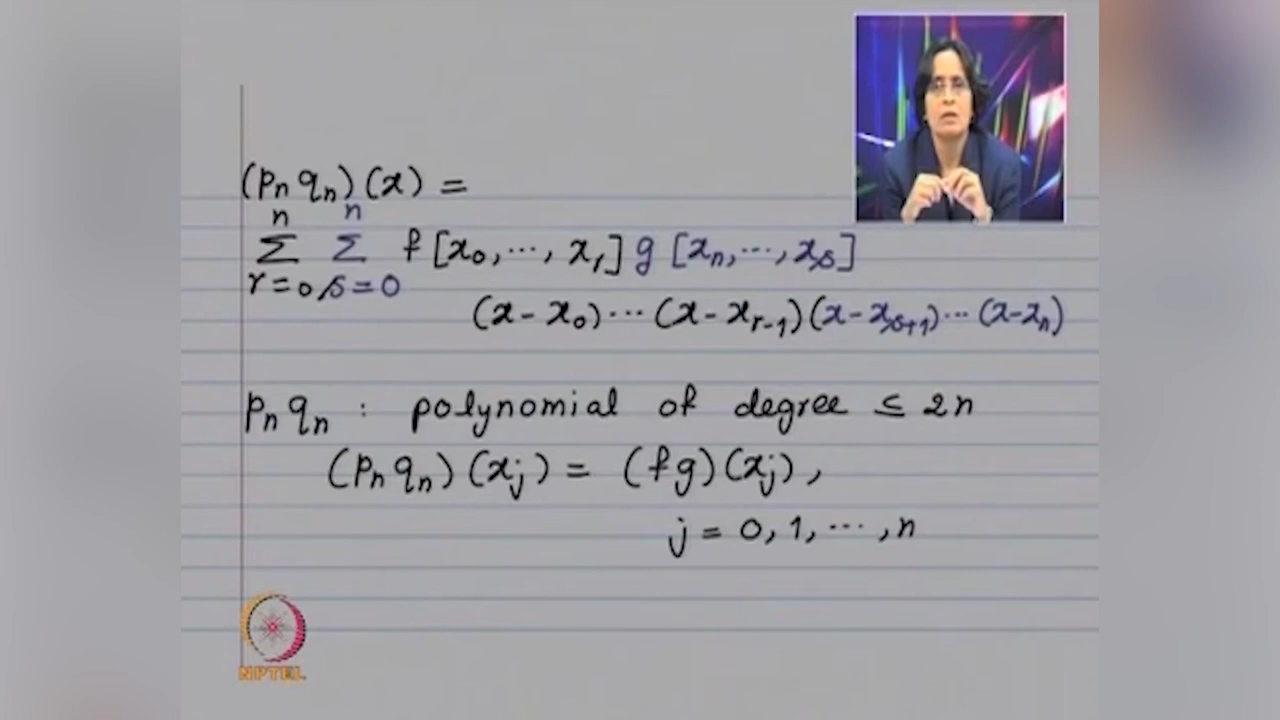 (pₙ qₙ)(x) =
n n
Σ Σ f[x₀,⋯, xᵣ] g[xₙ,⋯, xₛ]
r=0 s=0
(x-x₀)⋯(x-xᵣ₋₁)(x-xₛ₊₁)⋯(x-xₙ)
pₙ qₙ : polynomial of degree ≤ 2n
(pₙ qₙ)(xⱼ) = (fg)(xⱼ),
j = 0, 1, ⋯, n
NPTEL